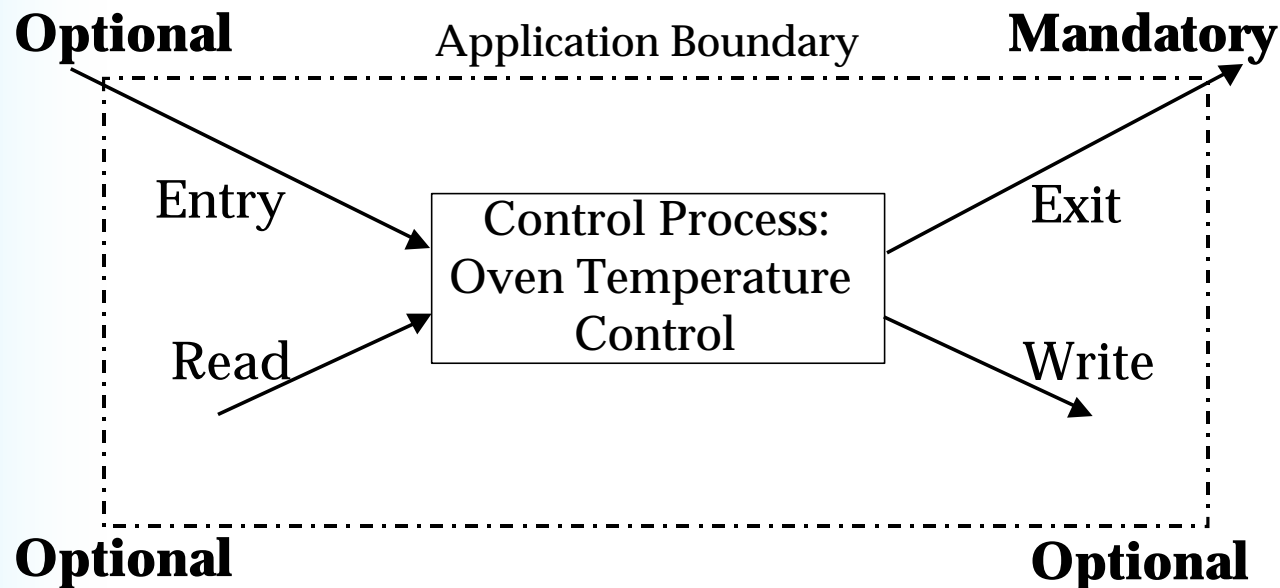 Optional
Application Boundary
Mandatory
Entry
Control Process:
Oven Temperature
Control
Exit
Read
Write
Optional
Optional